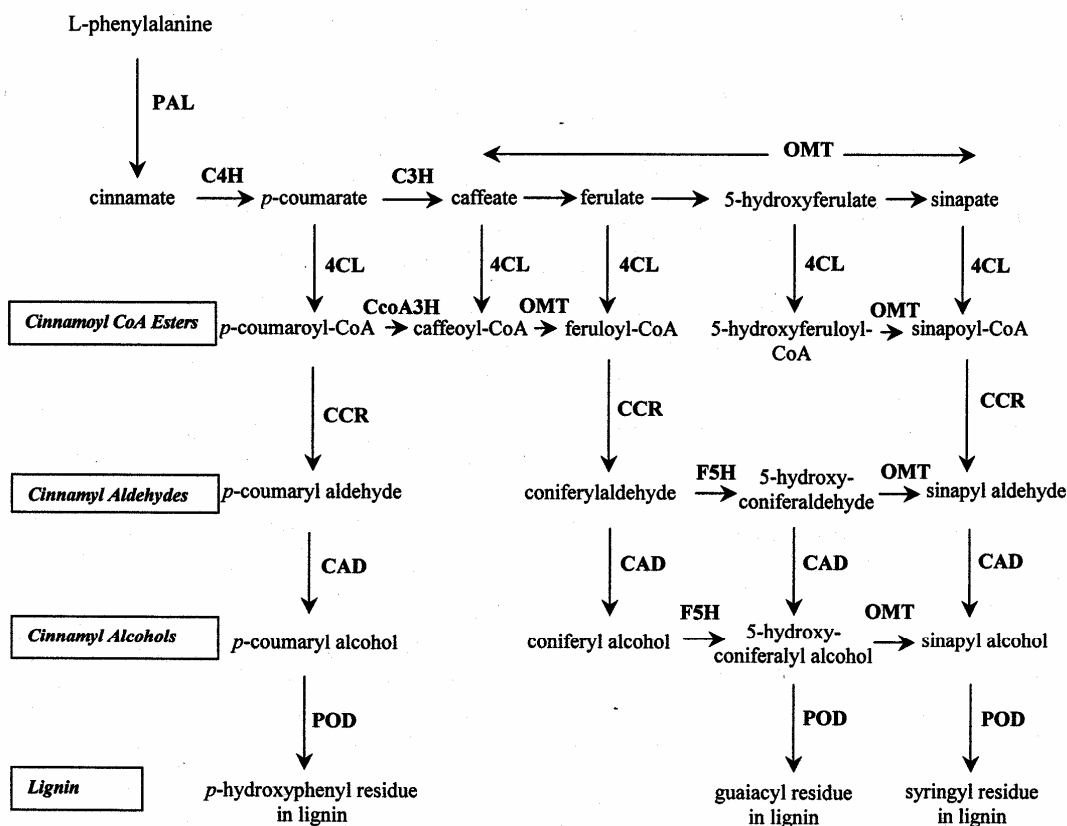 L-phenylalanine
PAL
OMT
C4H C3H
cinnamate p-coumarate caffeate ferulate 5-hydroxyferulate sinapate
4CL 4CL 4CL 4CL 4CL
CcoA3H OMT OMT
Cinnamoyl CoA Esters p-coumaroyl-CoA caffeoyl-CoA feruloyl-CoA 5-hydroxyferuloyl- sinapoyl-CoA
CoA
CCR CCR CCR
F5H 5-hydroxy- OMT
Cinnamyl Aldehydes p-coumaryl aldehyde coniferylaldehyde coniferaldehyde sinapyl aldehyde
CAD CAD CAD CAD
F5H OMT
Cinnamyl Alcohols p-coumaryl alcohol coniferyl alcohol 5-hydroxy- sinapyl alcohol
coniferalyl alcohol
POD POD POD
Lignin p-hydroxyphenyl residue guaiacyl residue syringyl residue
in lignin in lignin in lignin